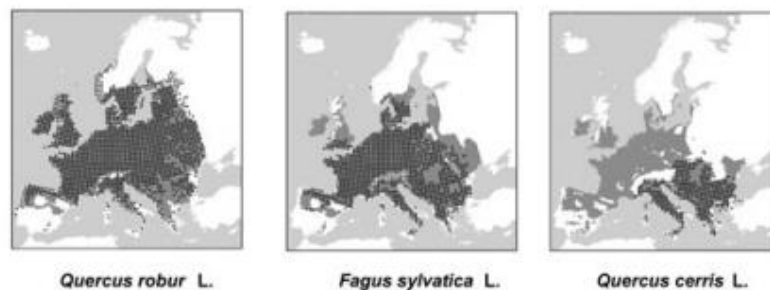 Quercus robur L.
Fagus sylvatica L.
Quercus cerris L.